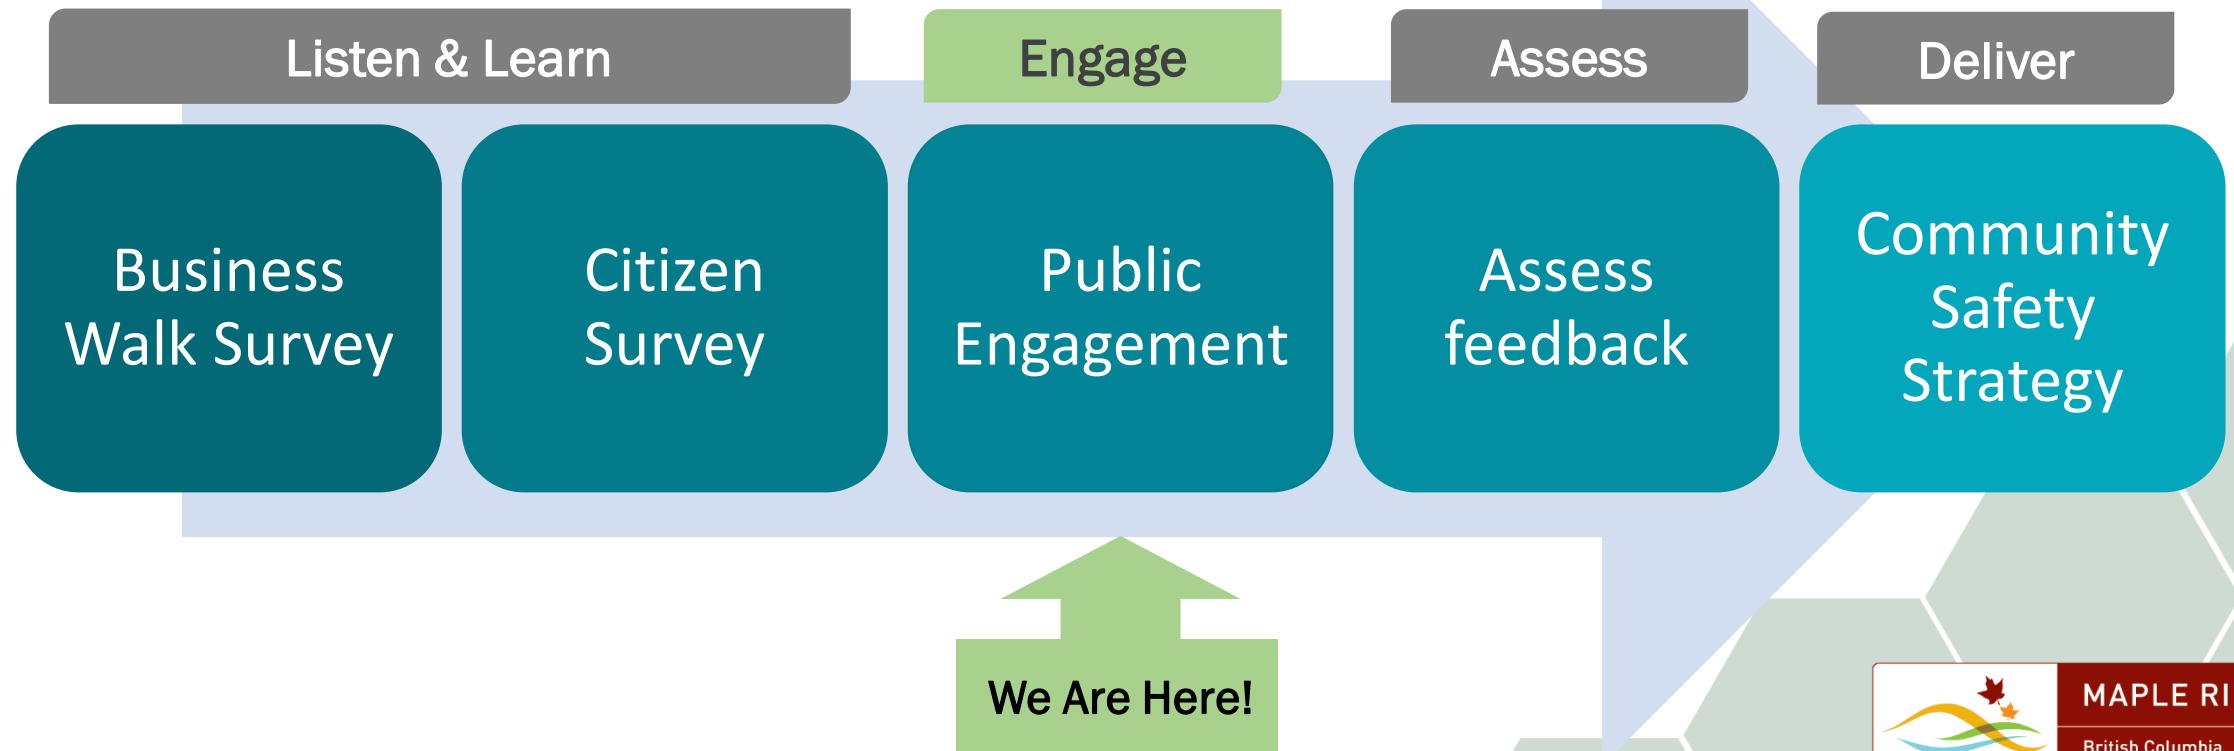 Listen & Learn
Engage
Assess
Deliver
Business
Walk Survey
Citizen
Survey
Public
Engagement
Assess
feedback
Community
Safety
Strategy
We Are Here!
MAPLE RI
British Columbia